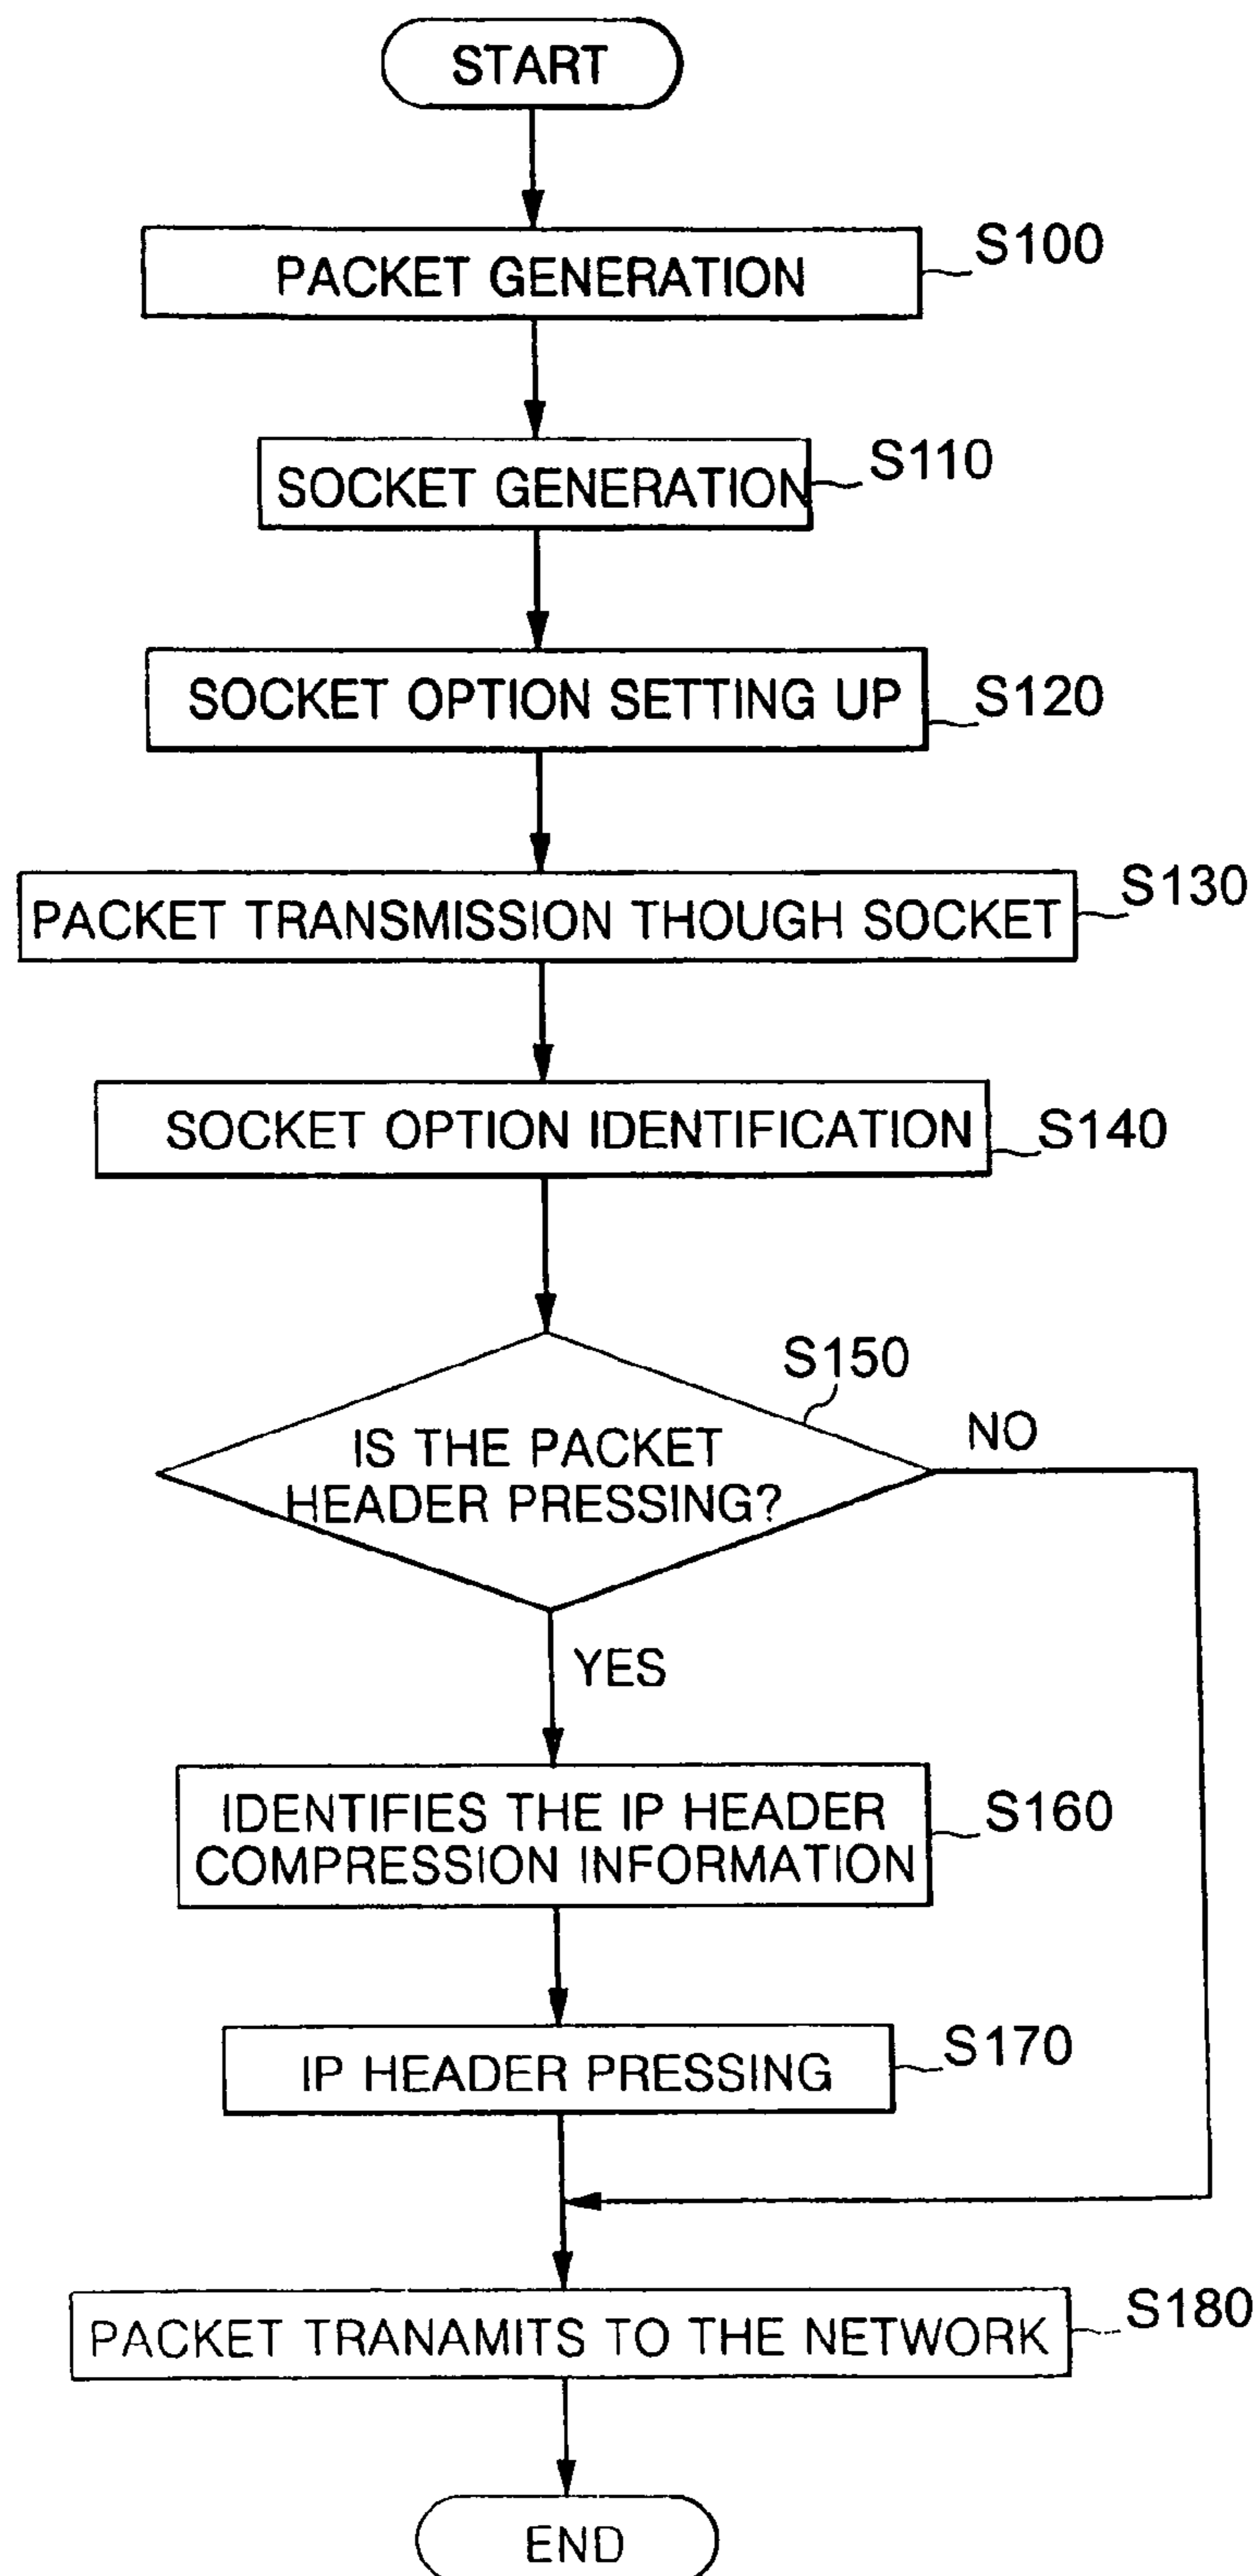 START
PACKET GENERATION
S100
SOCKET GENERATION
S110
SOCKET OPTION SETTING UP
S120
PACKET TRANSMISSION THOUGH SOCKET
S130
SOCKET OPTION IDENTIFICATION
S140
S150
IS THE PACKET
HEADER PRESSING?
NO
YES
IDENTIFIES THE IP HEADER
COMPRESSION INFORMATION
S160
IP HEADER PRESSING
S170
PACKET TRANAMITS TO THE NETWORK
S180
END